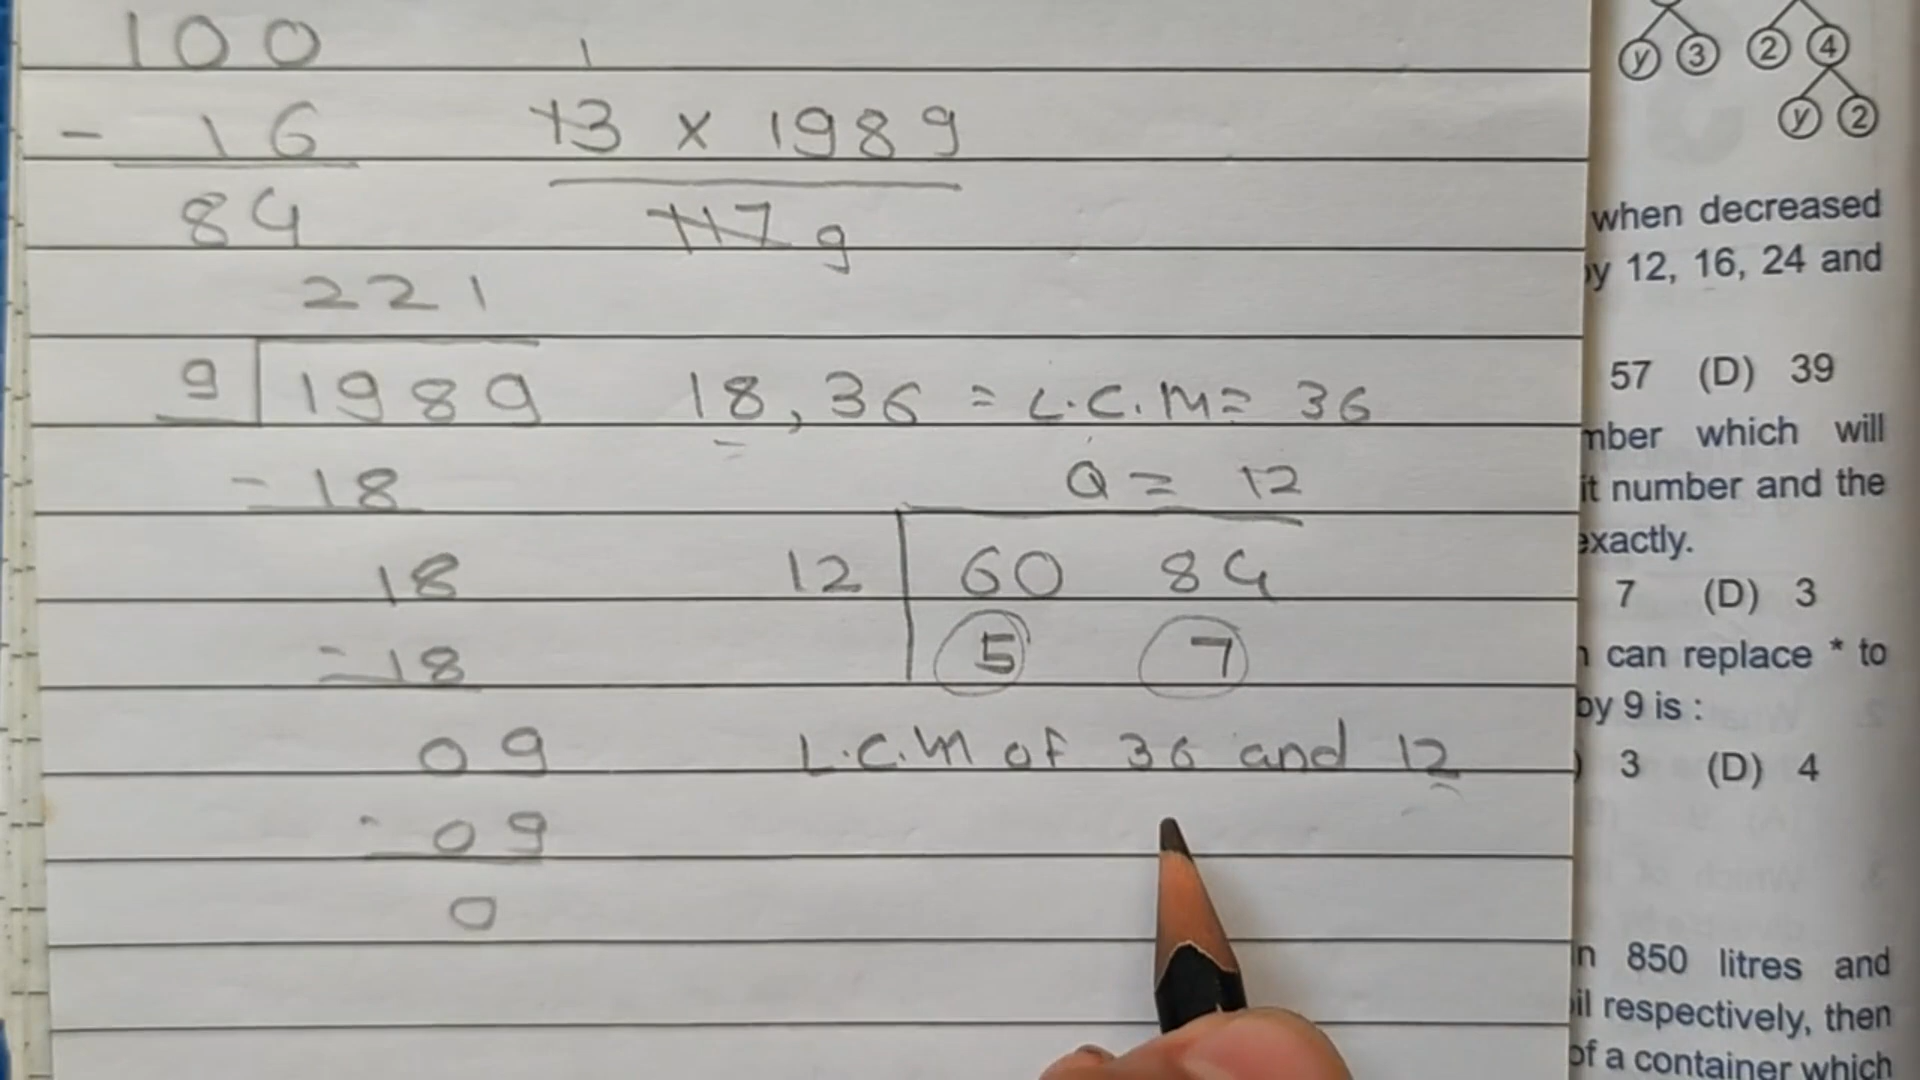 100
- 16
84
1
13 x 1989
117 9
221
9 1989
- 18
18
- 18
09
- 09
0
18, 36 = L.C.M = 36
Q = 12
12 60 84
5 7
L.C.M of 36 and 12
y 3 2 4
y 2
when decreased
by 12, 16, 24 and
57 (D) 39
which will
it number and the
exactly.
7 (D) 3
can replace * to
by 9 is :
) 3 (D) 4
850 litres and
respectively, then
of a container which